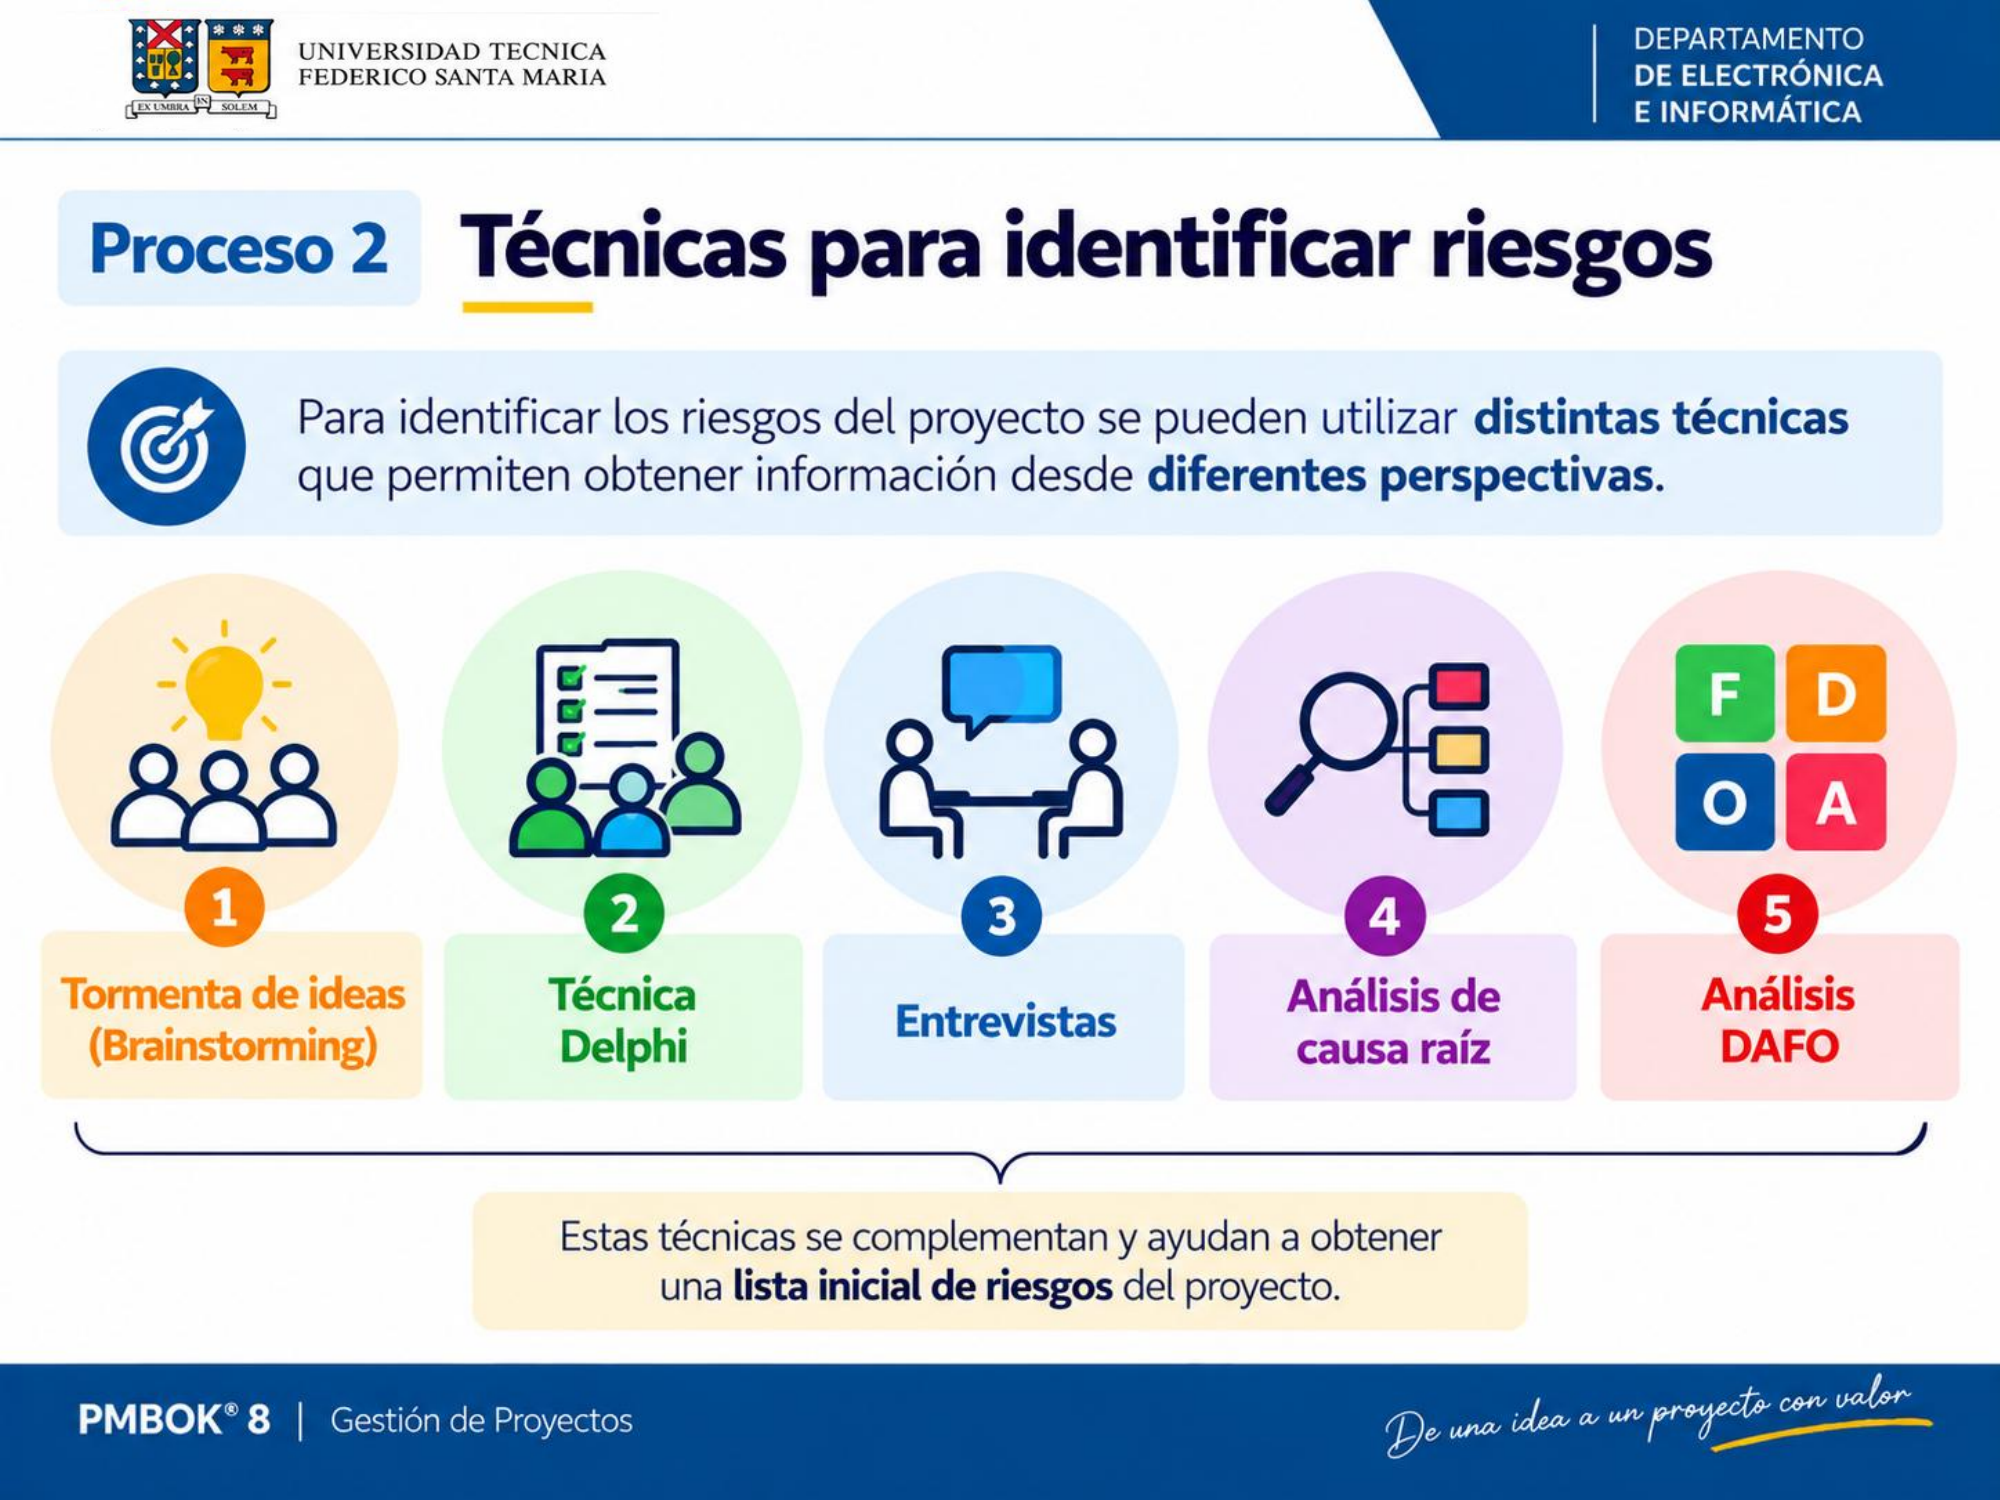 UNIVERSIDAD TECNICA
FEDERICO SANTA MARIA
EX UMBRA IN SOLEM
DEPARTAMENTO
DE ELECTRÓNICA
E INFORMÁTICA
Proceso 2
Técnicas para identificar riesgos
Para identificar los riesgos del proyecto se pueden utilizar distintas técnicas
que permiten obtener información desde diferentes perspectivas.
F D
O A
1
Tormenta de ideas
(Brainstorming)
2
Técnica
Delphi
3
Entrevistas
4
Análisis de
causa raíz
5
Análisis
DAFO
Estas técnicas se complementan y ayudan a obtener
una lista inicial de riesgos del proyecto.
PMBOK® 8 | Gestión de Proyectos
De una idea a un proyecto con valor